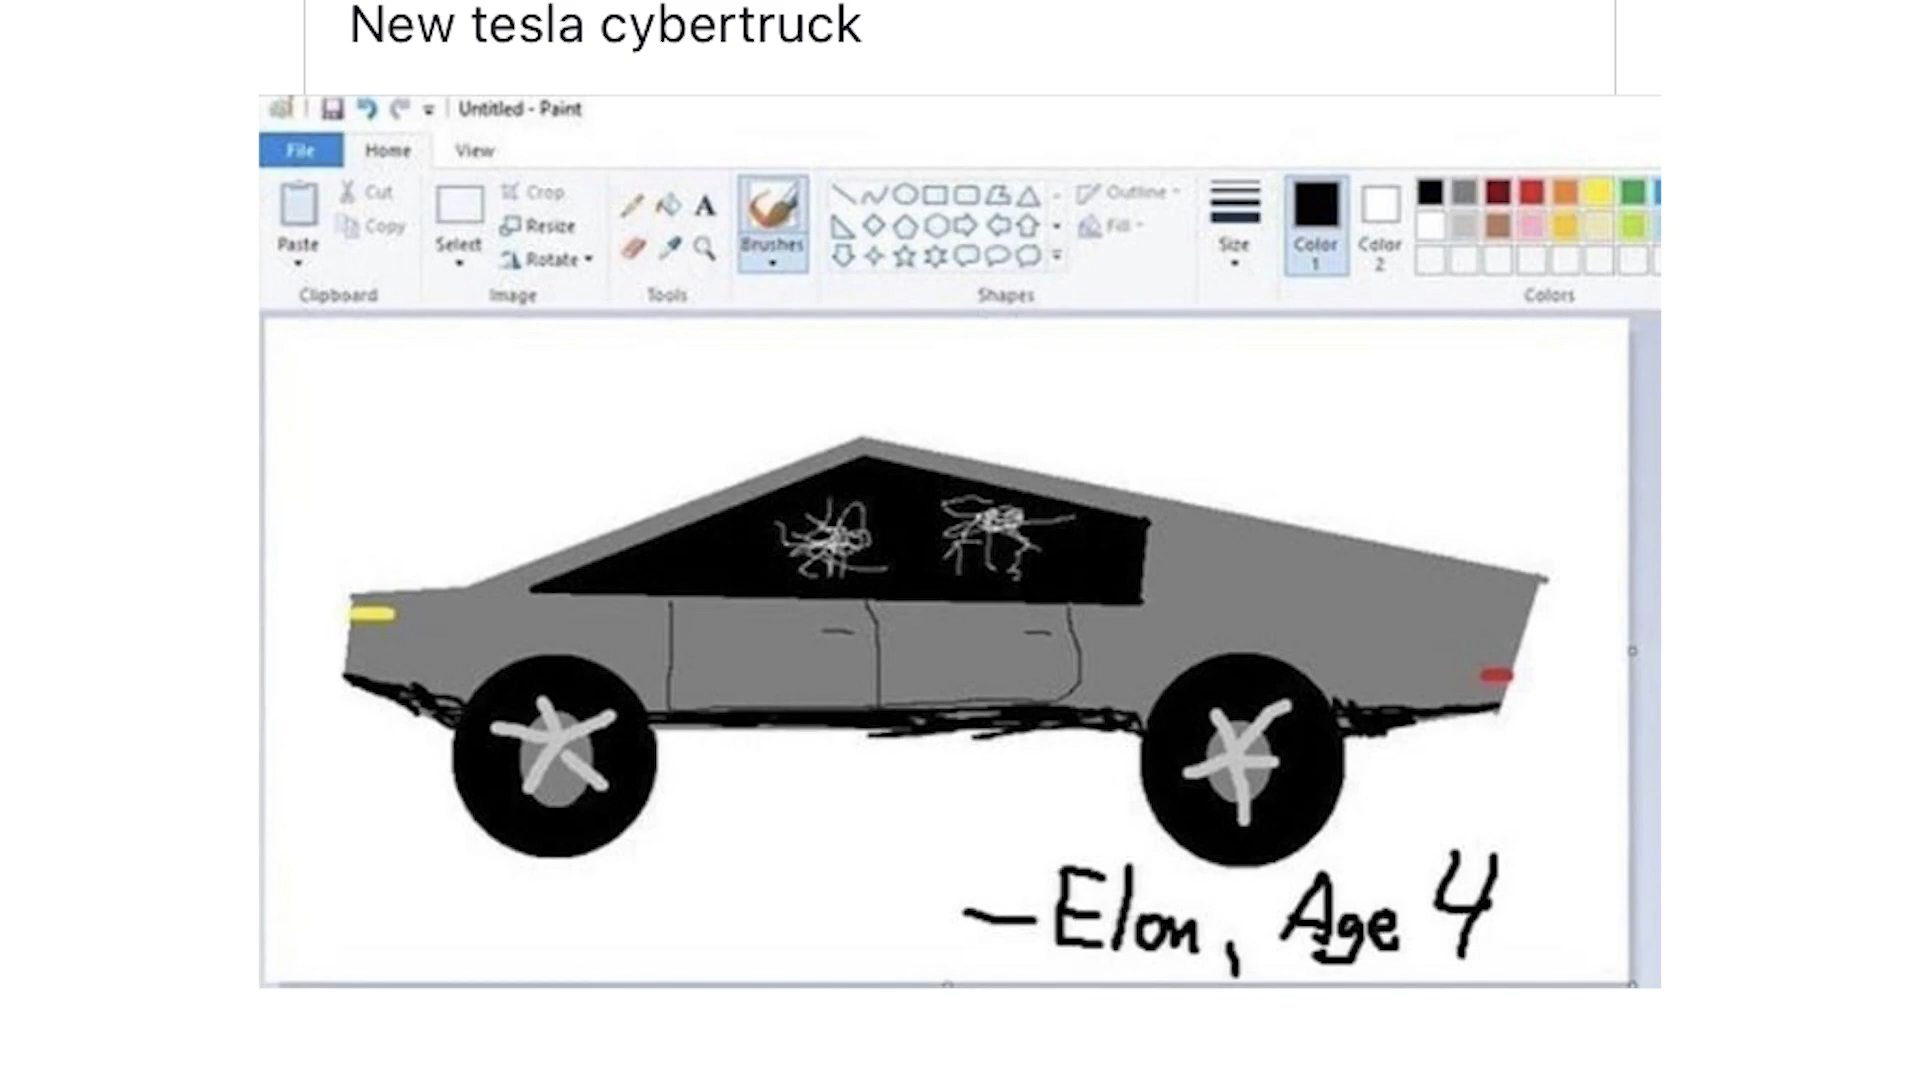 New tesla cybertruck
Untitled - Paint
File Home View
Cut
Copy
Paste
Clipboard
Crop
Resize
Rotate
Select
Image
A
Tools
Brushes
Outline
Fill
Shapes
Size
Color 1
Color 2
Colors
— Elon, Age 4